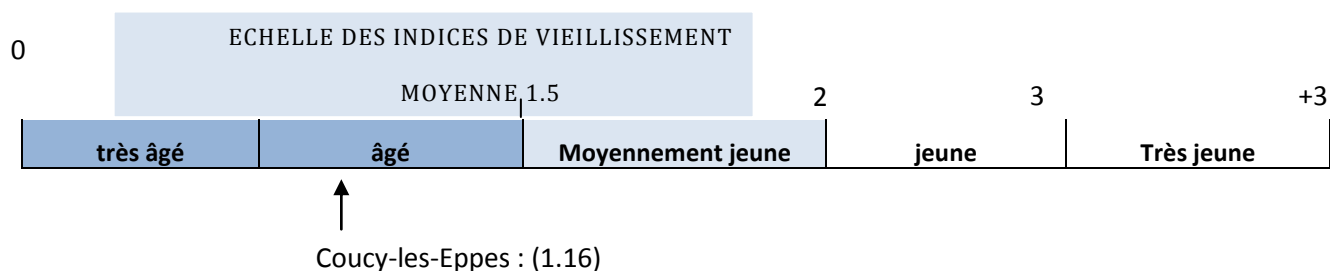 ECHELLE DES INDICES DE VIEILLISSEMENT
0
MOYENNE 1.5
2
3
+3
très âgé
âgé
Moyennement jeune
jeune
Très jeune
Coucy-les-Eppes : (1.16)